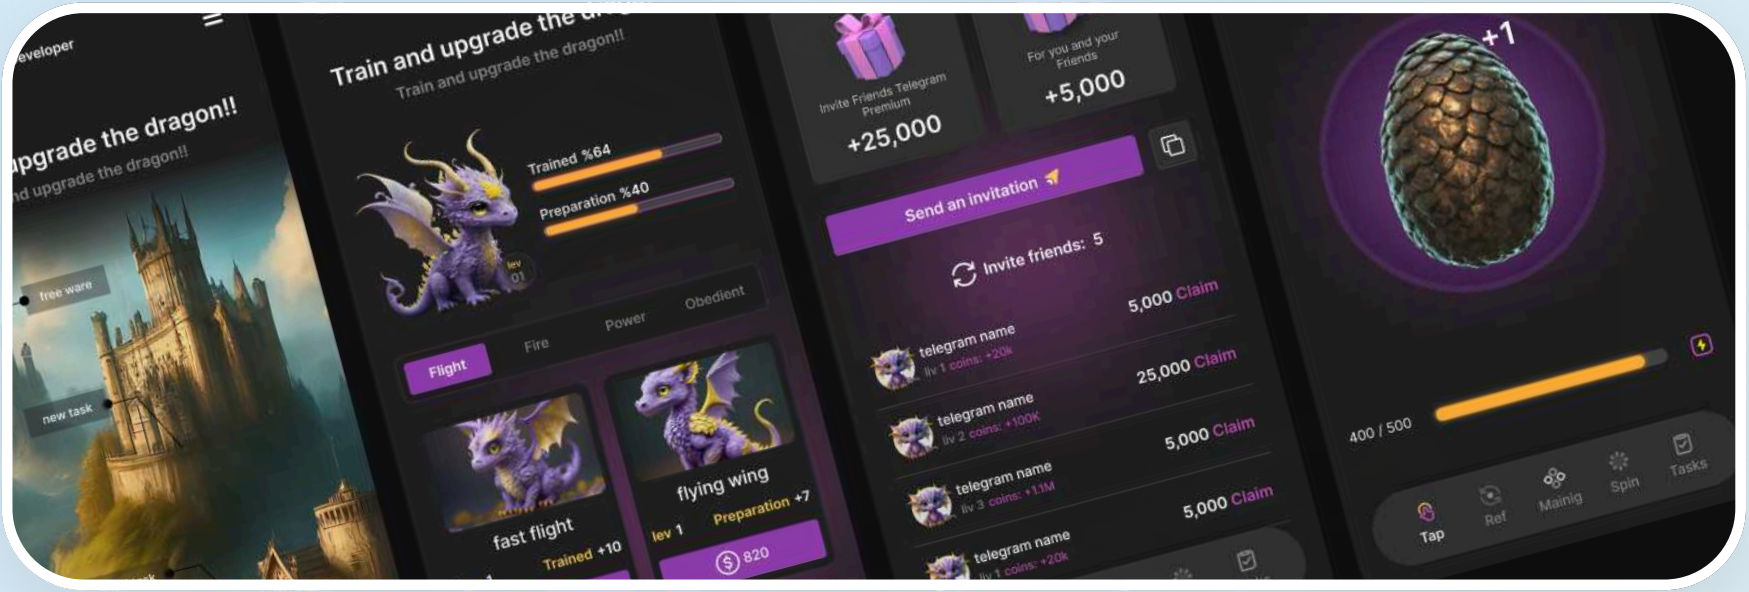 eveloper
upgrade the dragon!!
nd upgrade the dragon!!
free ware
new task
Train and upgrade the
Train and upgrade the dragon!!
Trained %64
Preparation %40
lev
01
Flight
Fire
Power
Obedient
fast flight
Trained +10
1
flying wing
lev 1
Preparation +7
820
Invite Friends Telegram
Premium
+25,000
For you and your
Friends
+5,000
Send an invitation
Invite friends: 5
telegram name
liv 1 coins: +20k
5,000 Claim
telegram name
liv 2 coins: +100K
25,000 Claim
telegram name
liv 3 coins: +1.1M
5,000 Claim
telegram name
liv 1 coins: +20k
5,000 Claim
+1
400 / 500
Tap
Ref
Mainig
Spin
Tasks